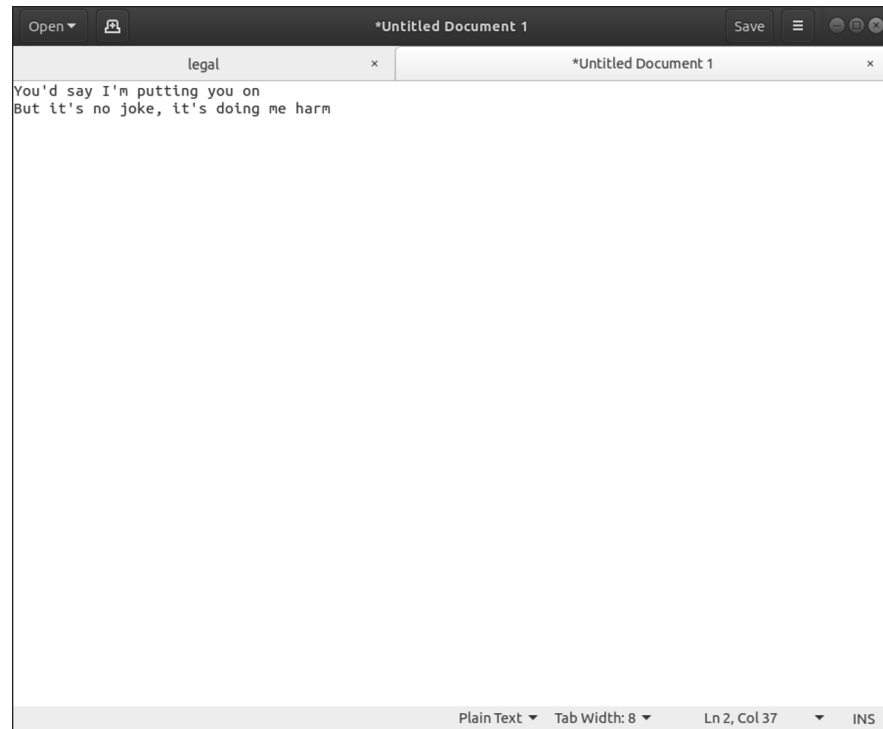 Open
*Untitled Document 1
Save
legal
*Untitled Document 1
You'd say I'm putting you on
But it's no joke, it's doing me harm
Plain Text
Tab Width: 8
Ln 2, Col 37
INS